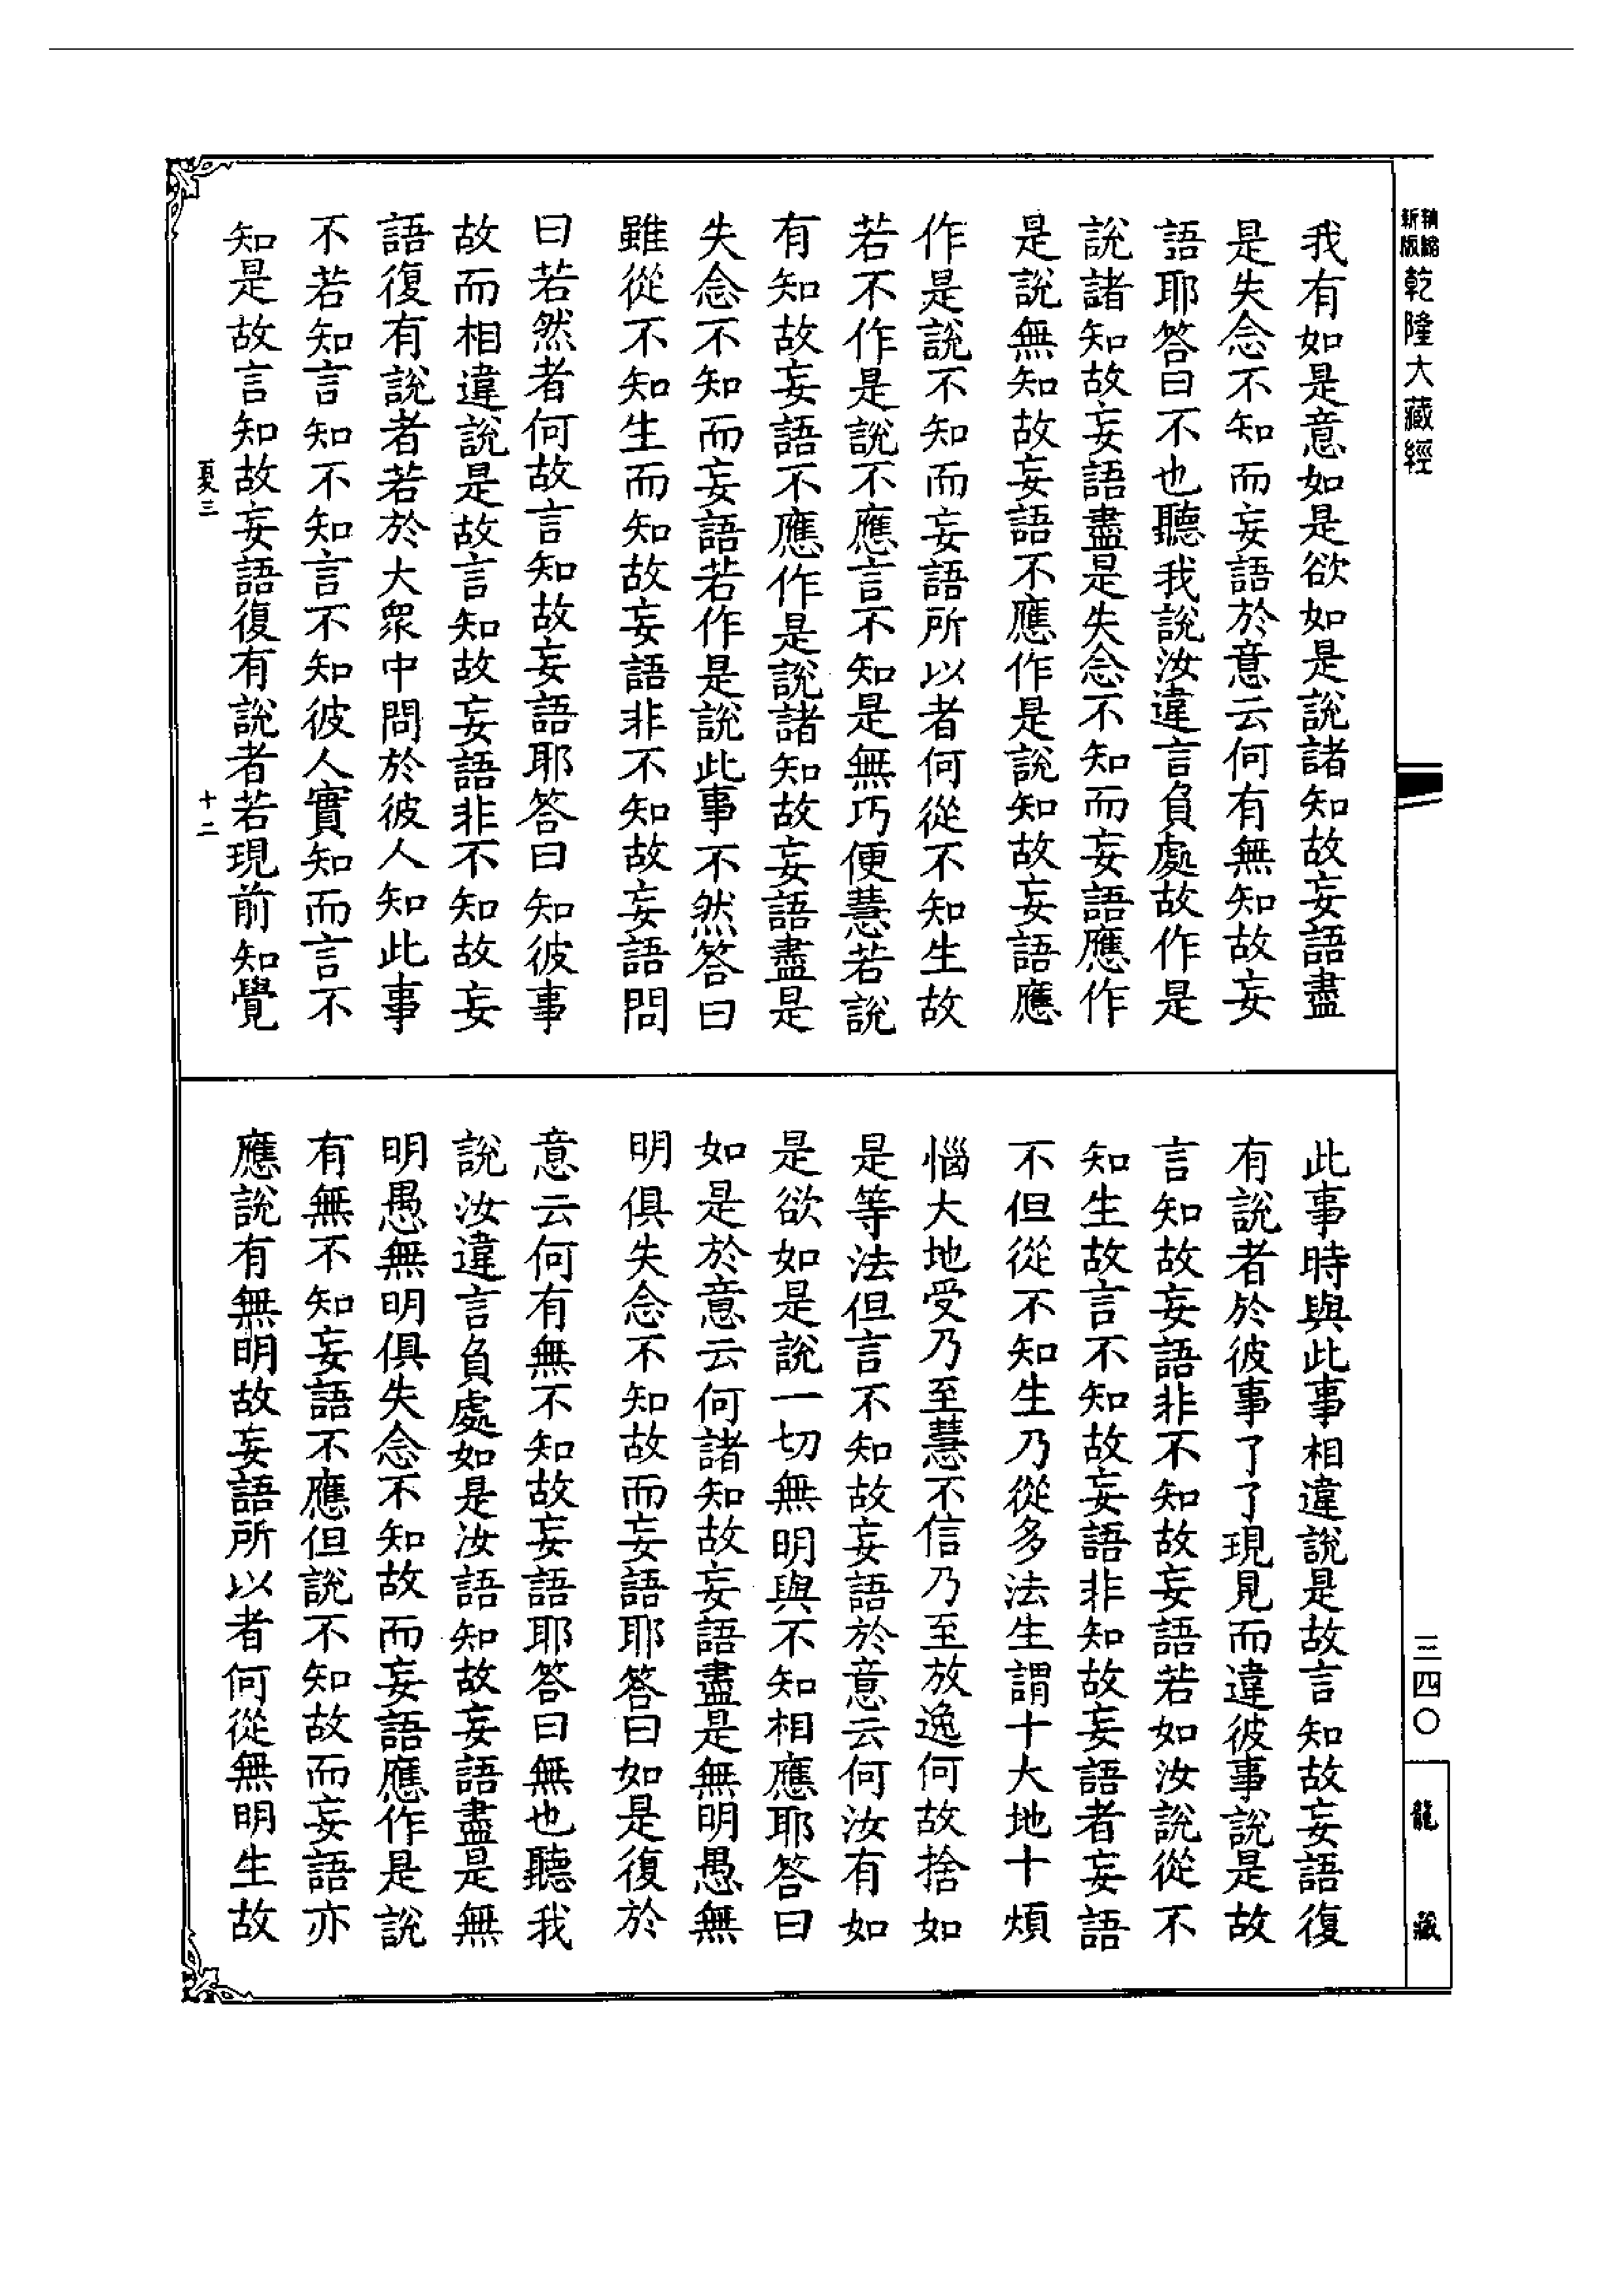 新版精縮
乾隆大藏經
我有如是意如是欲如是說諸知故妄語盡
是失念不知而妄語於意云何有無知故妄
語耶答曰不也聽我說汝違言負處故作是
說諸知故妄語盡是失念不知而妄語應作
是說無知故妄語不應作是說知故妄語應
作是說不知而妄語所以者何從不知生故
若不作是說不應言不知是無巧便慧若說
有知故妄語不應作是說諸知故妄語盡是
失念不知而妄語若作是說此事不然答曰
雖從不知生而知故妄語非不知故妄語問
曰若然者何故言知故妄語耶答曰知彼事
故而相違說是故言知故妄語非不知故妄
語復有說者若於大眾中問於彼人知此事
不若知言知不知言不知彼人實知而言不
知是故言知故妄語復有說者若現前知覺
夏三
十二
此事時與此事相違說是故言知故妄語復
有說者於彼事了了現見而違彼事說是故
言知故妄語非不知故妄語若如汝說從不
知生故言不知故妄語非知故妄語者妄語
不但從不知生乃從多法生謂十大地十煩
惱大地受乃至慧不信乃至放逸何故捨如
是等法但言不知故妄語於意云何汝有如
是欲如是說一切無明與不知相應耶答曰
如是於意云何諸知故妄語盡是無明愚無
明俱失念不知故而妄語耶答曰如是復於
意云何有無不知故妄語耶答曰無也聽我
說汝違言負處如是汝語知故妄語盡是無
明愚無明俱失念不知故而妄語應作是說
有無不知妄語不應但說不知故而妄語亦
應說有無明故妄語所以者何從無明生故
三四〇
龍藏